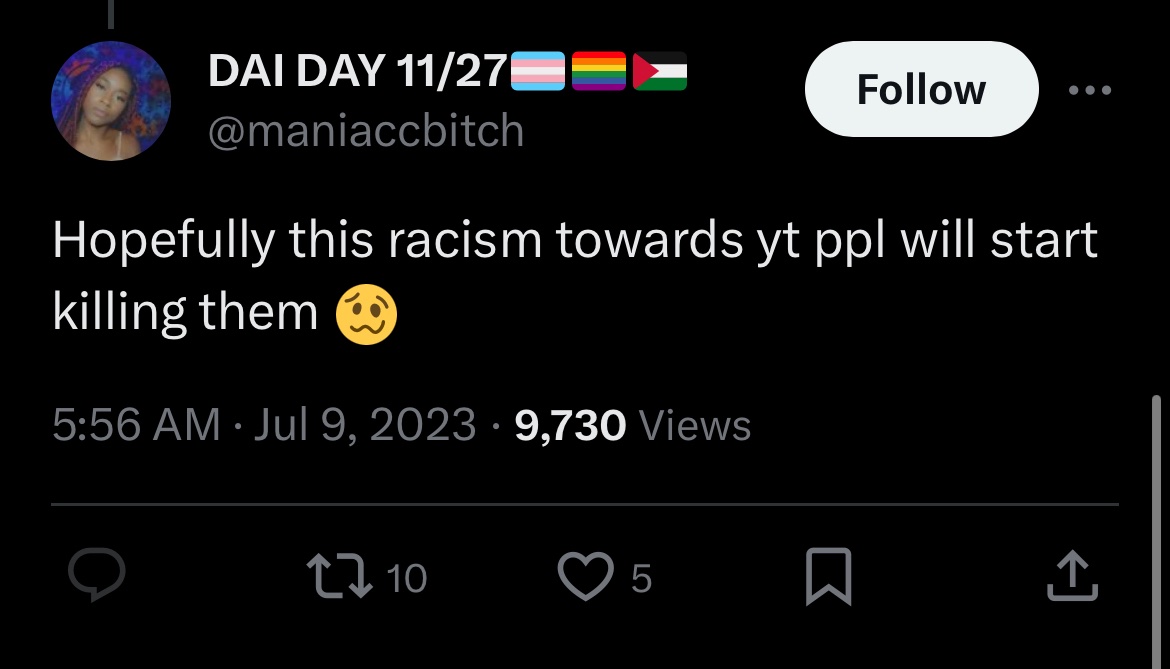 DAI DAY 11/27🏳️‍⚧️🏳️‍🌈🇵🇸
Follow
@maniaccbitch
Hopefully this racism towards yt ppl will start
killing them 🥴
5:56 AM · Jul 9, 2023 · 9,730 Views
10 5